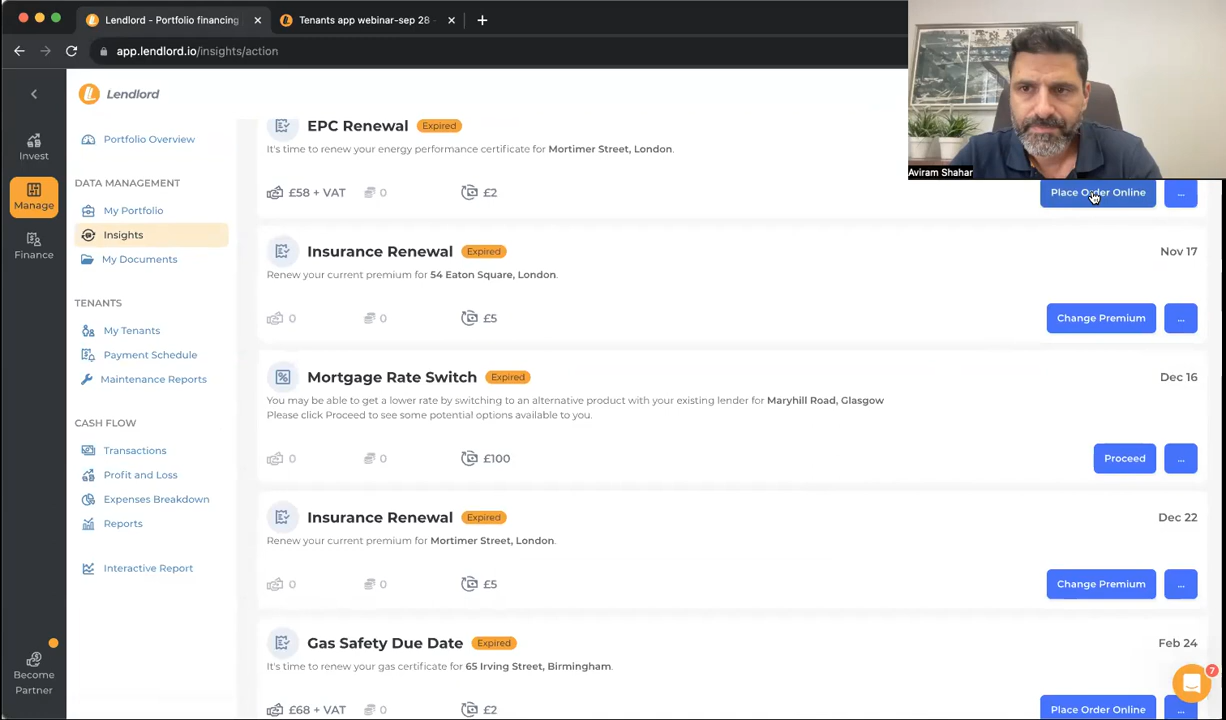 Lendlord - Portfolio financing
Tenants app webinar-sep 28
app.lendlord.io/insights/action
Aviram Shahar
Invest
Manage
Finance
Become
Partner
Lendlord
Portfolio Overview
DATA MANAGEMENT
My Portfolio
Insights
My Documents
TENANTS
My Tenants
Payment Schedule
Maintenance Reports
CASH FLOW
Transactions
Profit and Loss
Expenses Breakdown
Reports
Interactive Report
EPC Renewal Expired
It's time to renew your energy performance certificate for Mortimer Street, London.
£58 + VAT 0 £2 Place Order Online ...
Insurance Renewal Expired Nov 17
Renew your current premium for 54 Eaton Square, London.
0 0 £5 Change Premium ...
Mortgage Rate Switch Expired Dec 16
You may be able to get a lower rate by switching to an alternative product with your existing lender for Maryhill Road, Glasgow
Please click Proceed to see some potential options available to you.
0 0 £100 Proceed ...
Insurance Renewal Expired Dec 22
Renew your current premium for Mortimer Street, London.
0 0 £5 Change Premium ...
Gas Safety Due Date Expired Feb 24
It's time to renew your gas certificate for 65 Irving Street, Birmingham.
£68 + VAT 0 £2 Place Order Online ...
7